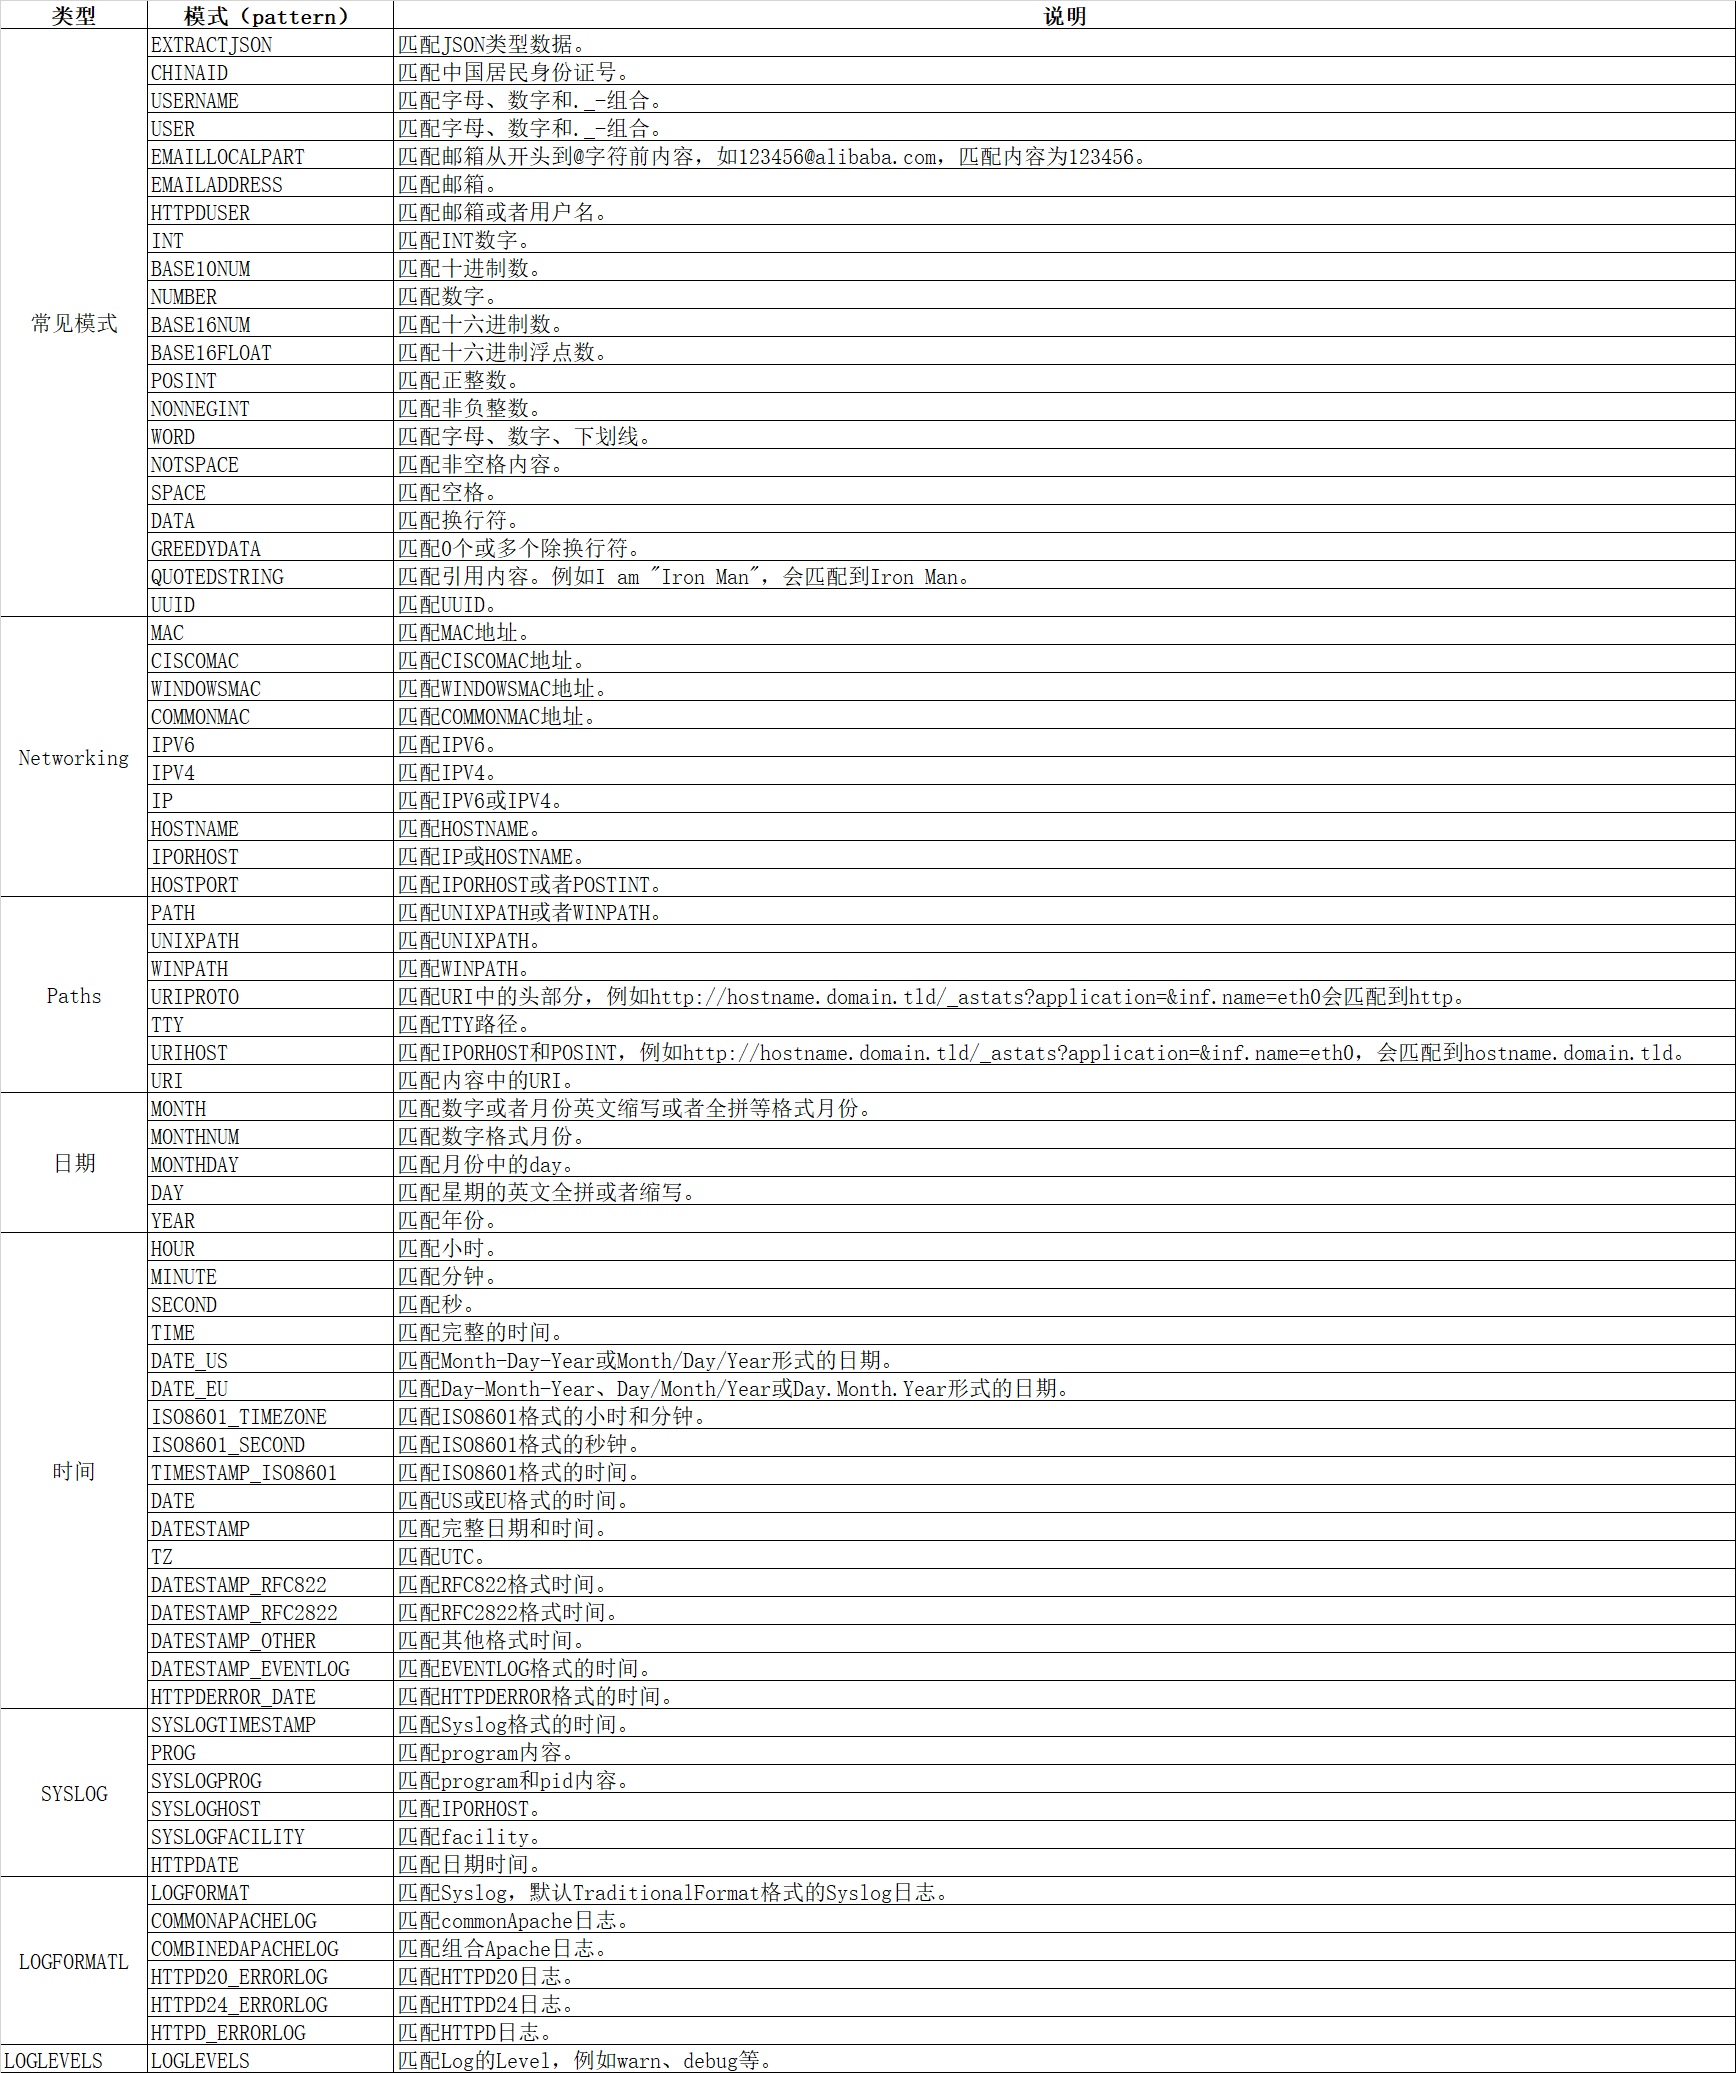 类型 模式（pattern） 说明
常见模式
EXTRACTJSON 匹配JSON类型数据。
CHINAID 匹配中国居民身份证号。
USERNAME 匹配字母、数字和._-组合。
USER 匹配字母、数字和._-组合。
EMAILLOCALPART 匹配邮箱从开头到@字符前内容，如123456@alibaba.com，匹配内容为123456。
EMAILADDRESS 匹配邮箱。
HTTPDUSER 匹配邮箱或者用户名。
INT 匹配INT数字。
BASE10NUM 匹配十进制数。
NUMBER 匹配数字。
BASE16NUM 匹配十六进制数。
BASE16FLOAT 匹配十六进制浮点数。
POSINT 匹配正整数。
NONNEGINT 匹配非负整数。
WORD 匹配字母、数字、下划线。
NOTSPACE 匹配非空格内容。
SPACE 匹配空格。
DATA 匹配换行符。
GREEDYDATA 匹配0个或多个除换行符。
QUOTEDSTRING 匹配引用内容。例如I am "Iron Man"，会匹配到Iron Man。
UUID 匹配UUID。
Networking
MAC 匹配MAC地址。
CISCOMAC 匹配CISCOMAC地址。
WINDOWSMAC 匹配WINDOWSMAC地址。
COMMONMAC 匹配COMMONMAC地址。
IPV6 匹配IPV6。
IPV4 匹配IPV4。
IP 匹配IPV6或IPV4。
HOSTNAME 匹配HOSTNAME。
IPORHOST 匹配IP或HOSTNAME。
HOSTPORT 匹配IPORHOST或者POSTINT。
Paths
PATH 匹配UNIXPATH或者WINPATH。
UNIXPATH 匹配UNIXPATH。
WINPATH 匹配WINPATH。
URIPROTO 匹配URI中的头部分，例如http://hostname.domain.tld/_astats?application=&inf.name=eth0会匹配到http。
TTY 匹配TTY路径。
URIHOST 匹配IPORHOST和POSINT，例如http://hostname.domain.tld/_astats?application=&inf.name=eth0，会匹配到hostname.domain.tld。
URI 匹配内容中的URI。
日期
MONTH 匹配数字或者月份英文缩写或者全拼等格式月份。
MONTHNUM 匹配数字格式月份。
MONTHDAY 匹配月份中的day。
DAY 匹配星期的英文全拼或者缩写。
YEAR 匹配年份。
时间
HOUR 匹配小时。
MINUTE 匹配分钟。
SECOND 匹配秒。
TIME 匹配完整的时间。
DATE_US 匹配Month-Day-Year或Month/Day/Year形式的日期。
DATE_EU 匹配Day-Month-Year、Day/Month/Year或Day.Month.Year形式的日期。
ISO8601_TIMEZONE 匹配ISO8601格式的小时和分钟。
ISO8601_SECOND 匹配ISO8601格式的秒钟。
TIMESTAMP_ISO8601 匹配ISO8601格式的时间。
DATE 匹配US或EU格式的时间。
DATESTAMP 匹配完整日期和时间。
TZ 匹配UTC。
DATESTAMP_RFC822 匹配RFC822格式时间。
DATESTAMP_RFC2822 匹配RFC2822格式时间。
DATESTAMP_OTHER 匹配其他格式时间。
DATESTAMP_EVENTLOG 匹配EVENTLOG格式的时间。
HTTPDERROR_DATE 匹配HTTPDERROR格式的时间。
SYSLOG
SYSLOGTIMESTAMP 匹配Syslog格式的时间。
PROG 匹配program内容。
SYSLOGPROG 匹配program和pid内容。
SYSLOGHOST 匹配IPORHOST。
SYSLOGFACILITY 匹配facility。
HTTPDATE 匹配日期时间。
LOGFORMATL
LOGFORMAT 匹配Syslog，默认TraditionalFormat格式的Syslog日志。
COMMONAPACHELOG 匹配commonApache日志。
COMBINEDAPACHELOG 匹配组合Apache日志。
HTTPD20_ERRORLOG 匹配HTTPD20日志。
HTTPD24_ERRORLOG 匹配HTTPD24日志。
HTTPD_ERRORLOG 匹配HTTPD日志。
LOGLEVELS LOGLEVELS 匹配Log的Level，例如warn、debug等。